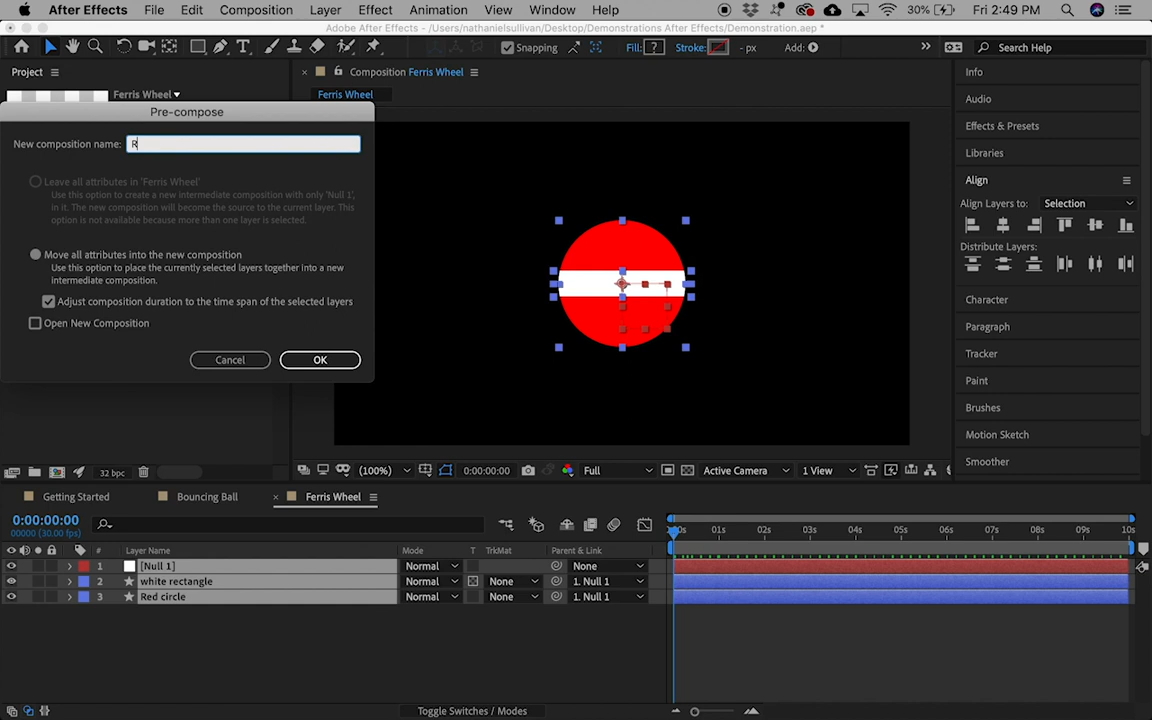 After Effects File Edit Composition Layer Effect Animation View Window Help 30% Fri 2:49 PM
Adobe After Effects - /Users/nathanielsullivan/Desktop/Demonstrations After Effects/Demonstration.aep *
Snapping Fill: ? Stroke: - px Add: Search Help
Project
Composition Ferris Wheel
Info
Ferris Wheel
Ferris Wheel
Audio
Pre-compose
Effects & Presets
New composition name: R
Libraries
Align
Leave all attributes in 'Ferris Wheel'
Use this option to create a new intermediate composition with only 'Null 1',
in it. The new composition will become the source to the current layer. This
option is not available because more than one layer is selected.
Align Layers to: Selection
Distribute Layers:
Move all attributes into the new composition
Use this option to place the currently selected layers together into a new
intermediate composition.
Adjust composition duration to the time span of the selected layers
Open New Composition
Cancel OK
Character
Paragraph
Tracker
Paint
Brushes
Motion Sketch
Smoother
32 bpc
(100%) 0:00:00:00 Full Active Camera 1 View
Getting Started Bouncing Ball Ferris Wheel
0:00:00:00
00000 (30.00 fps)
01s 02s 03s 04s 05s 06s 07s 08s 09s 10s
# Layer Name Mode T TrkMat Parent & Link
1 [Null 1] Normal None
2 white rectangle Normal None 1. Null 1
3 Red circle Normal None 1. Null 1
Toggle Switches / Modes